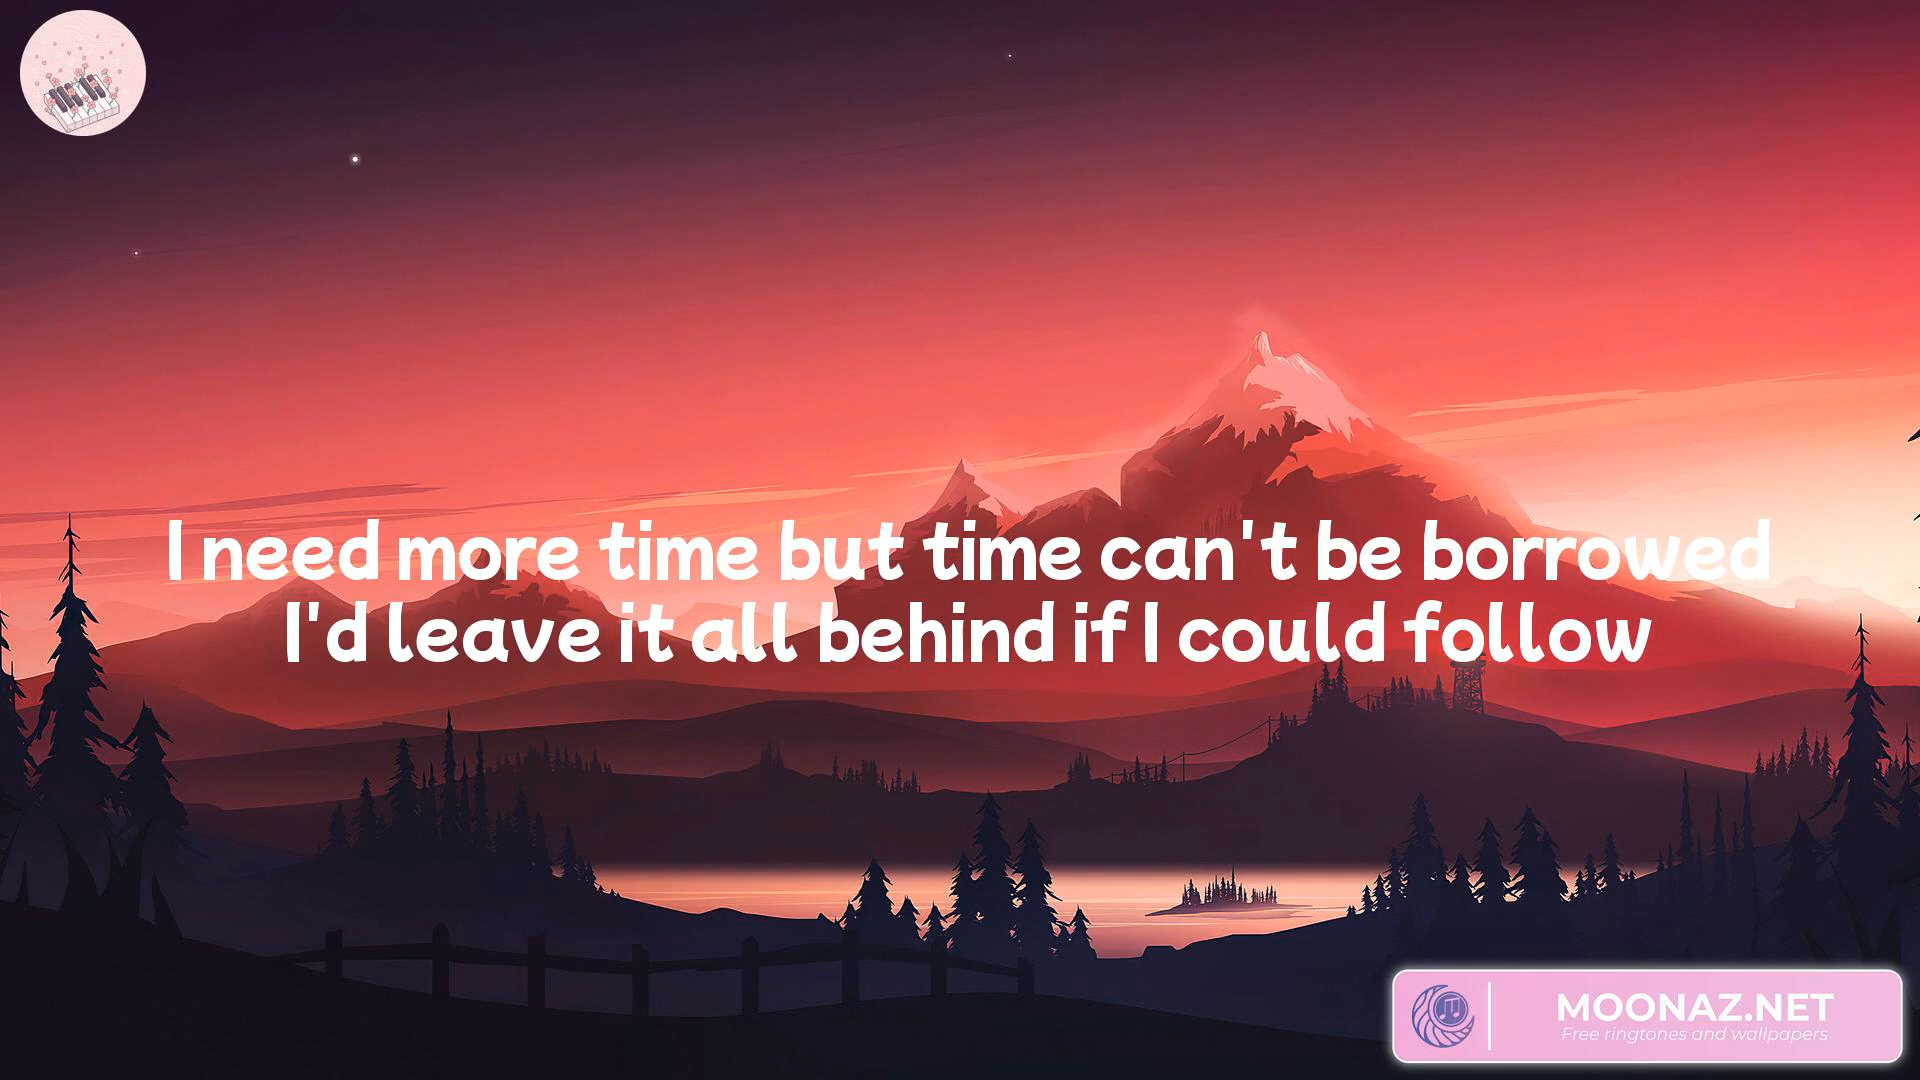 I need more time but time can't be borrowed
I'd leave it all behind if I could follow
MOONAZ.NET
Free ringtones and wallpapers